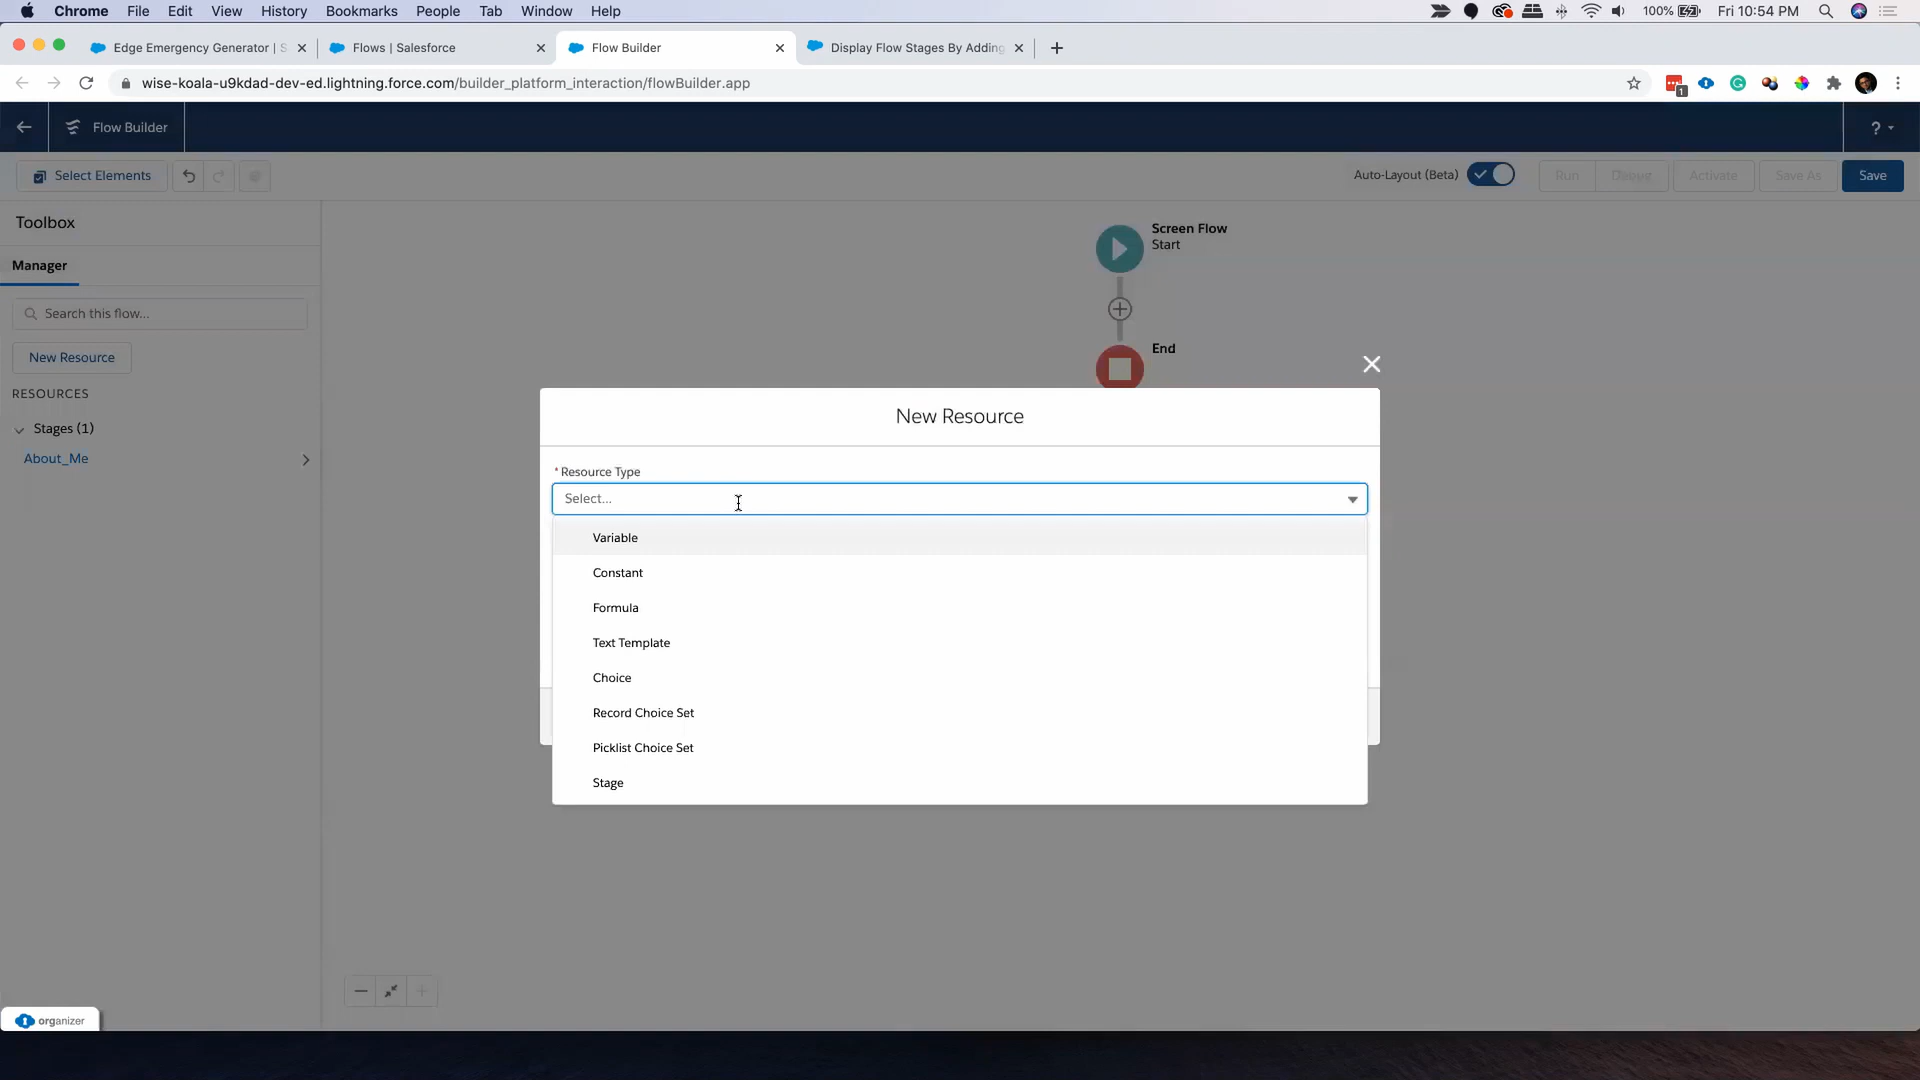 Chrome File Edit View History Bookmarks People Tab Window Help 100% Fri 10:54 PM
Edge Emergency Generator | S Flows | Salesforce Flow Builder Display Flow Stages By Adding
wise-koala-u9kdad-dev-ed.lightning.force.com/builder_platform_interaction/flowBuilder.app 1
Flow Builder ?
Select Elements Auto-Layout (Beta) Run Debug Activate Save As Save
Toolbox
Manager
Search this flow...
New Resource
RESOURCES
Stages (1)
About_Me
Screen Flow
Start
End
New Resource
* Resource Type
Select...
Variable
Constant
Formula
Text Template
Choice
Record Choice Set
Picklist Choice Set
Stage
organizer